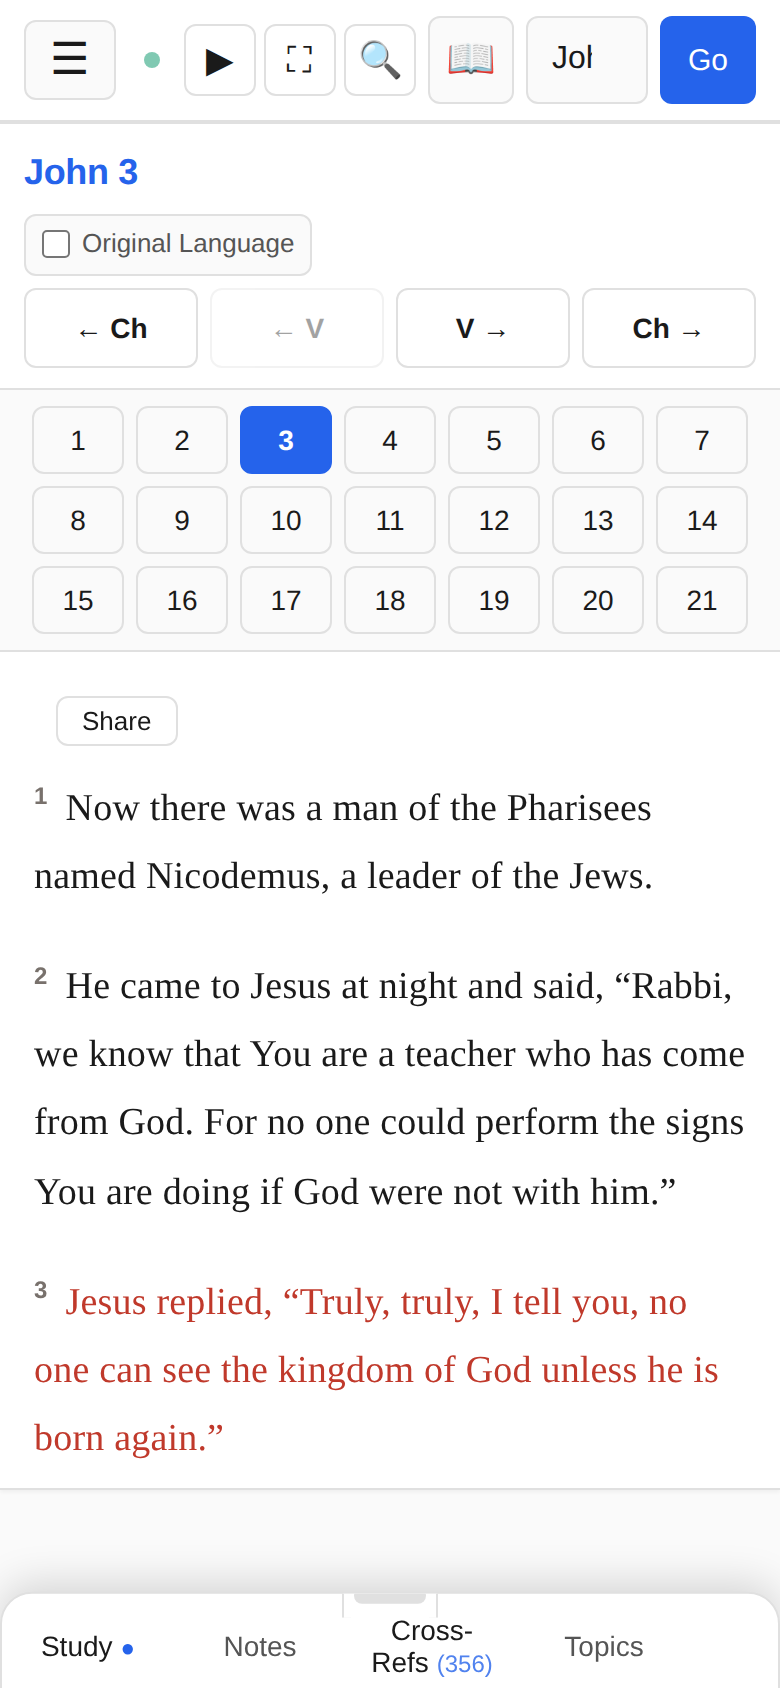 Joh
Go
John 3
Original Language
← Ch
← V
V →
Ch →
1 2 3 4 5 6 7
8 9 10 11 12 13 14
15 16 17 18 19 20 21
Share
1 Now there was a man of the Pharisees
named Nicodemus, a leader of the Jews.
2 He came to Jesus at night and said, “Rabbi,
we know that You are a teacher who has come
from God. For no one could perform the signs
You are doing if God were not with him.”
3 Jesus replied, “Truly, truly, I tell you, no
one can see the kingdom of God unless he is
born again.”
Study
Notes
Cross-
Refs (356)
Topics